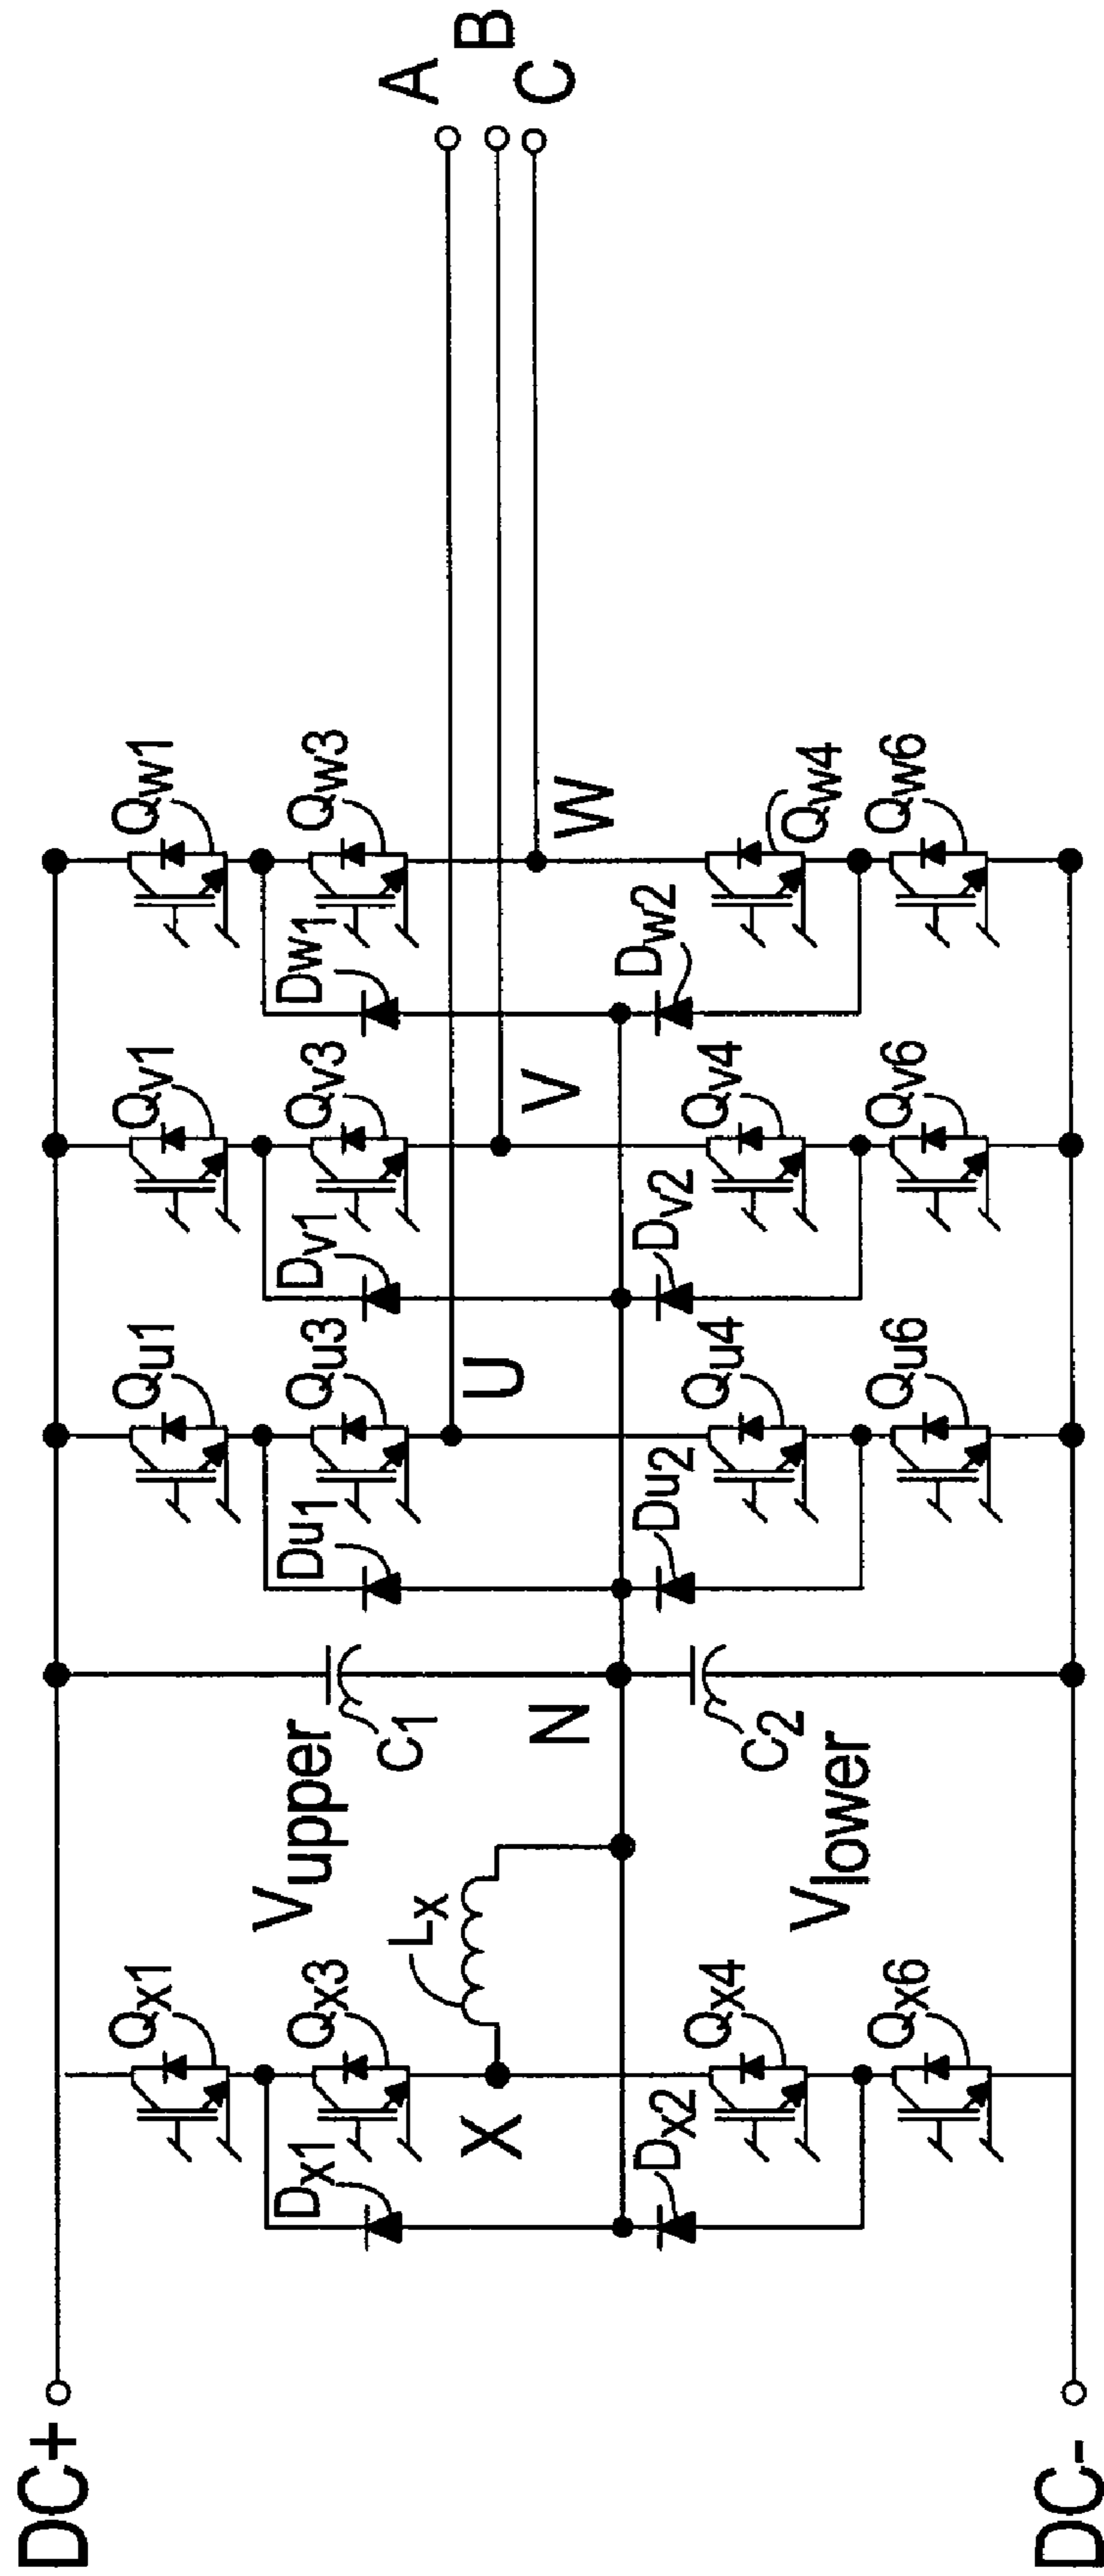 DC+
DC-
Qx1
Qx3
Qx4
Qx6
Dx1
Dx2
X
Lx
Vupper
Vlower
C1
C2
N
Qu1
Qu3
Qu4
Qu6
Du1
Du2
U
Qv1
Qv3
Qv4
Qv6
Dv1
Dv2
V
Qw1
Qw3
Qw4
Qw6
Dw1
Dw2
W
A
B
C